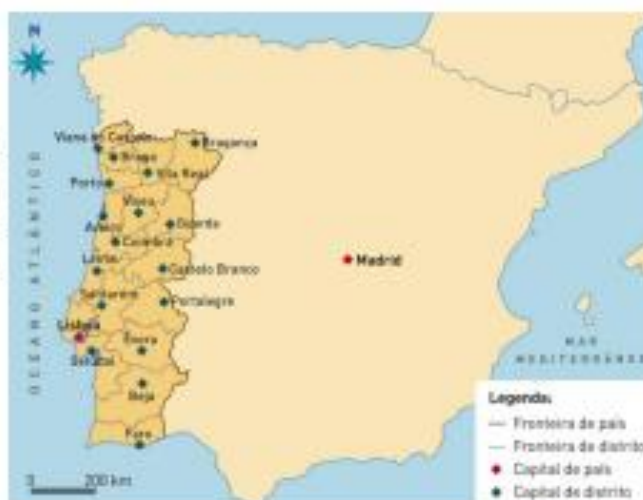 N
Viana do Castelo
Bragança
Braga
Vila Real
Porto
Viseu
Aveiro
Guarda
Coimbra
Leiria
Castelo Branco
Madrid
Santarém
Portalegre
Lisboa
Évora
Setúbal
Beja
Faro
OCEANO ATLÂNTICO
MAR
MEDITERRÂNEO
0 200 km
Legenda:
Fronteira de país
Fronteira de distrito
Capital de país
Capital de distrito